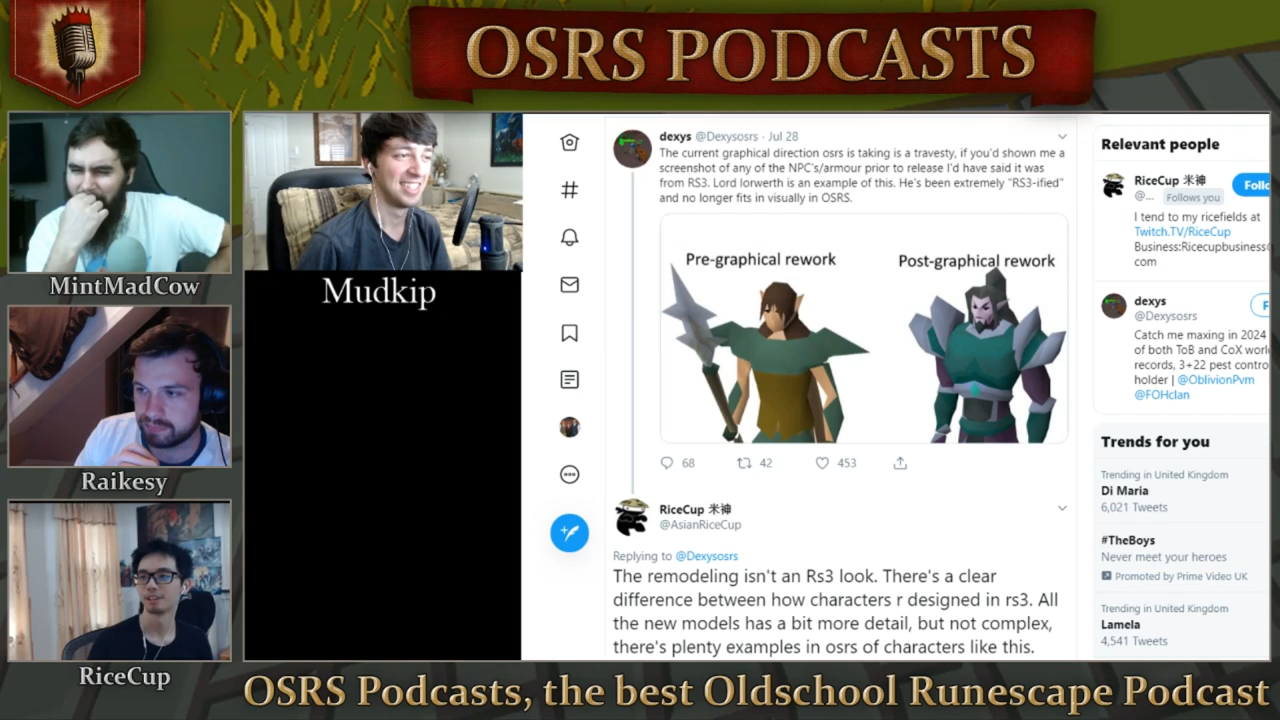 OSRS PODCASTS
MintMadCow
Raikesy
RiceCup
Mudkip
dexys @Dexysosrs · Jul 28
The current graphical direction osrs is taking is a travesty, if you'd shown me a
screenshot of any of the NPC's/armour prior to release I'd have said it was
from RS3. Lord Iorwerth is an example of this. He's been extremely "RS3-ified"
and no longer fits in visually in OSRS.
Pre-graphical rework
Post-graphical rework
68
42
453
RiceCup 米神
@AsianRiceCup
Replying to @Dexysosrs
The remodeling isn't an Rs3 look. There's a clear
difference between how characters r designed in rs3. All
the new models has a bit more detail, but not complex,
there's plenty examples in osrs of characters like this.
Relevant people
RiceCup 米神
@... Follows you
Follo
I tend to my ricefields at
Twitch.TV/RiceCup
Business:Ricecupbusiness@
com
dexys
@Dexysosrs
F
Catch me maxing in 2024
of both ToB and CoX worl
records, 3+22 pest contro
holder | @OblivionPvm
@FOHclan
Trends for you
Trending in United Kingdom
Di Maria
6,021 Tweets
#TheBoys
Never meet your heroes
Promoted by Prime Video UK
Trending in United Kingdom
Lamela
4,541 Tweets
OSRS Podcasts, the best Oldschool Runescape Podcast